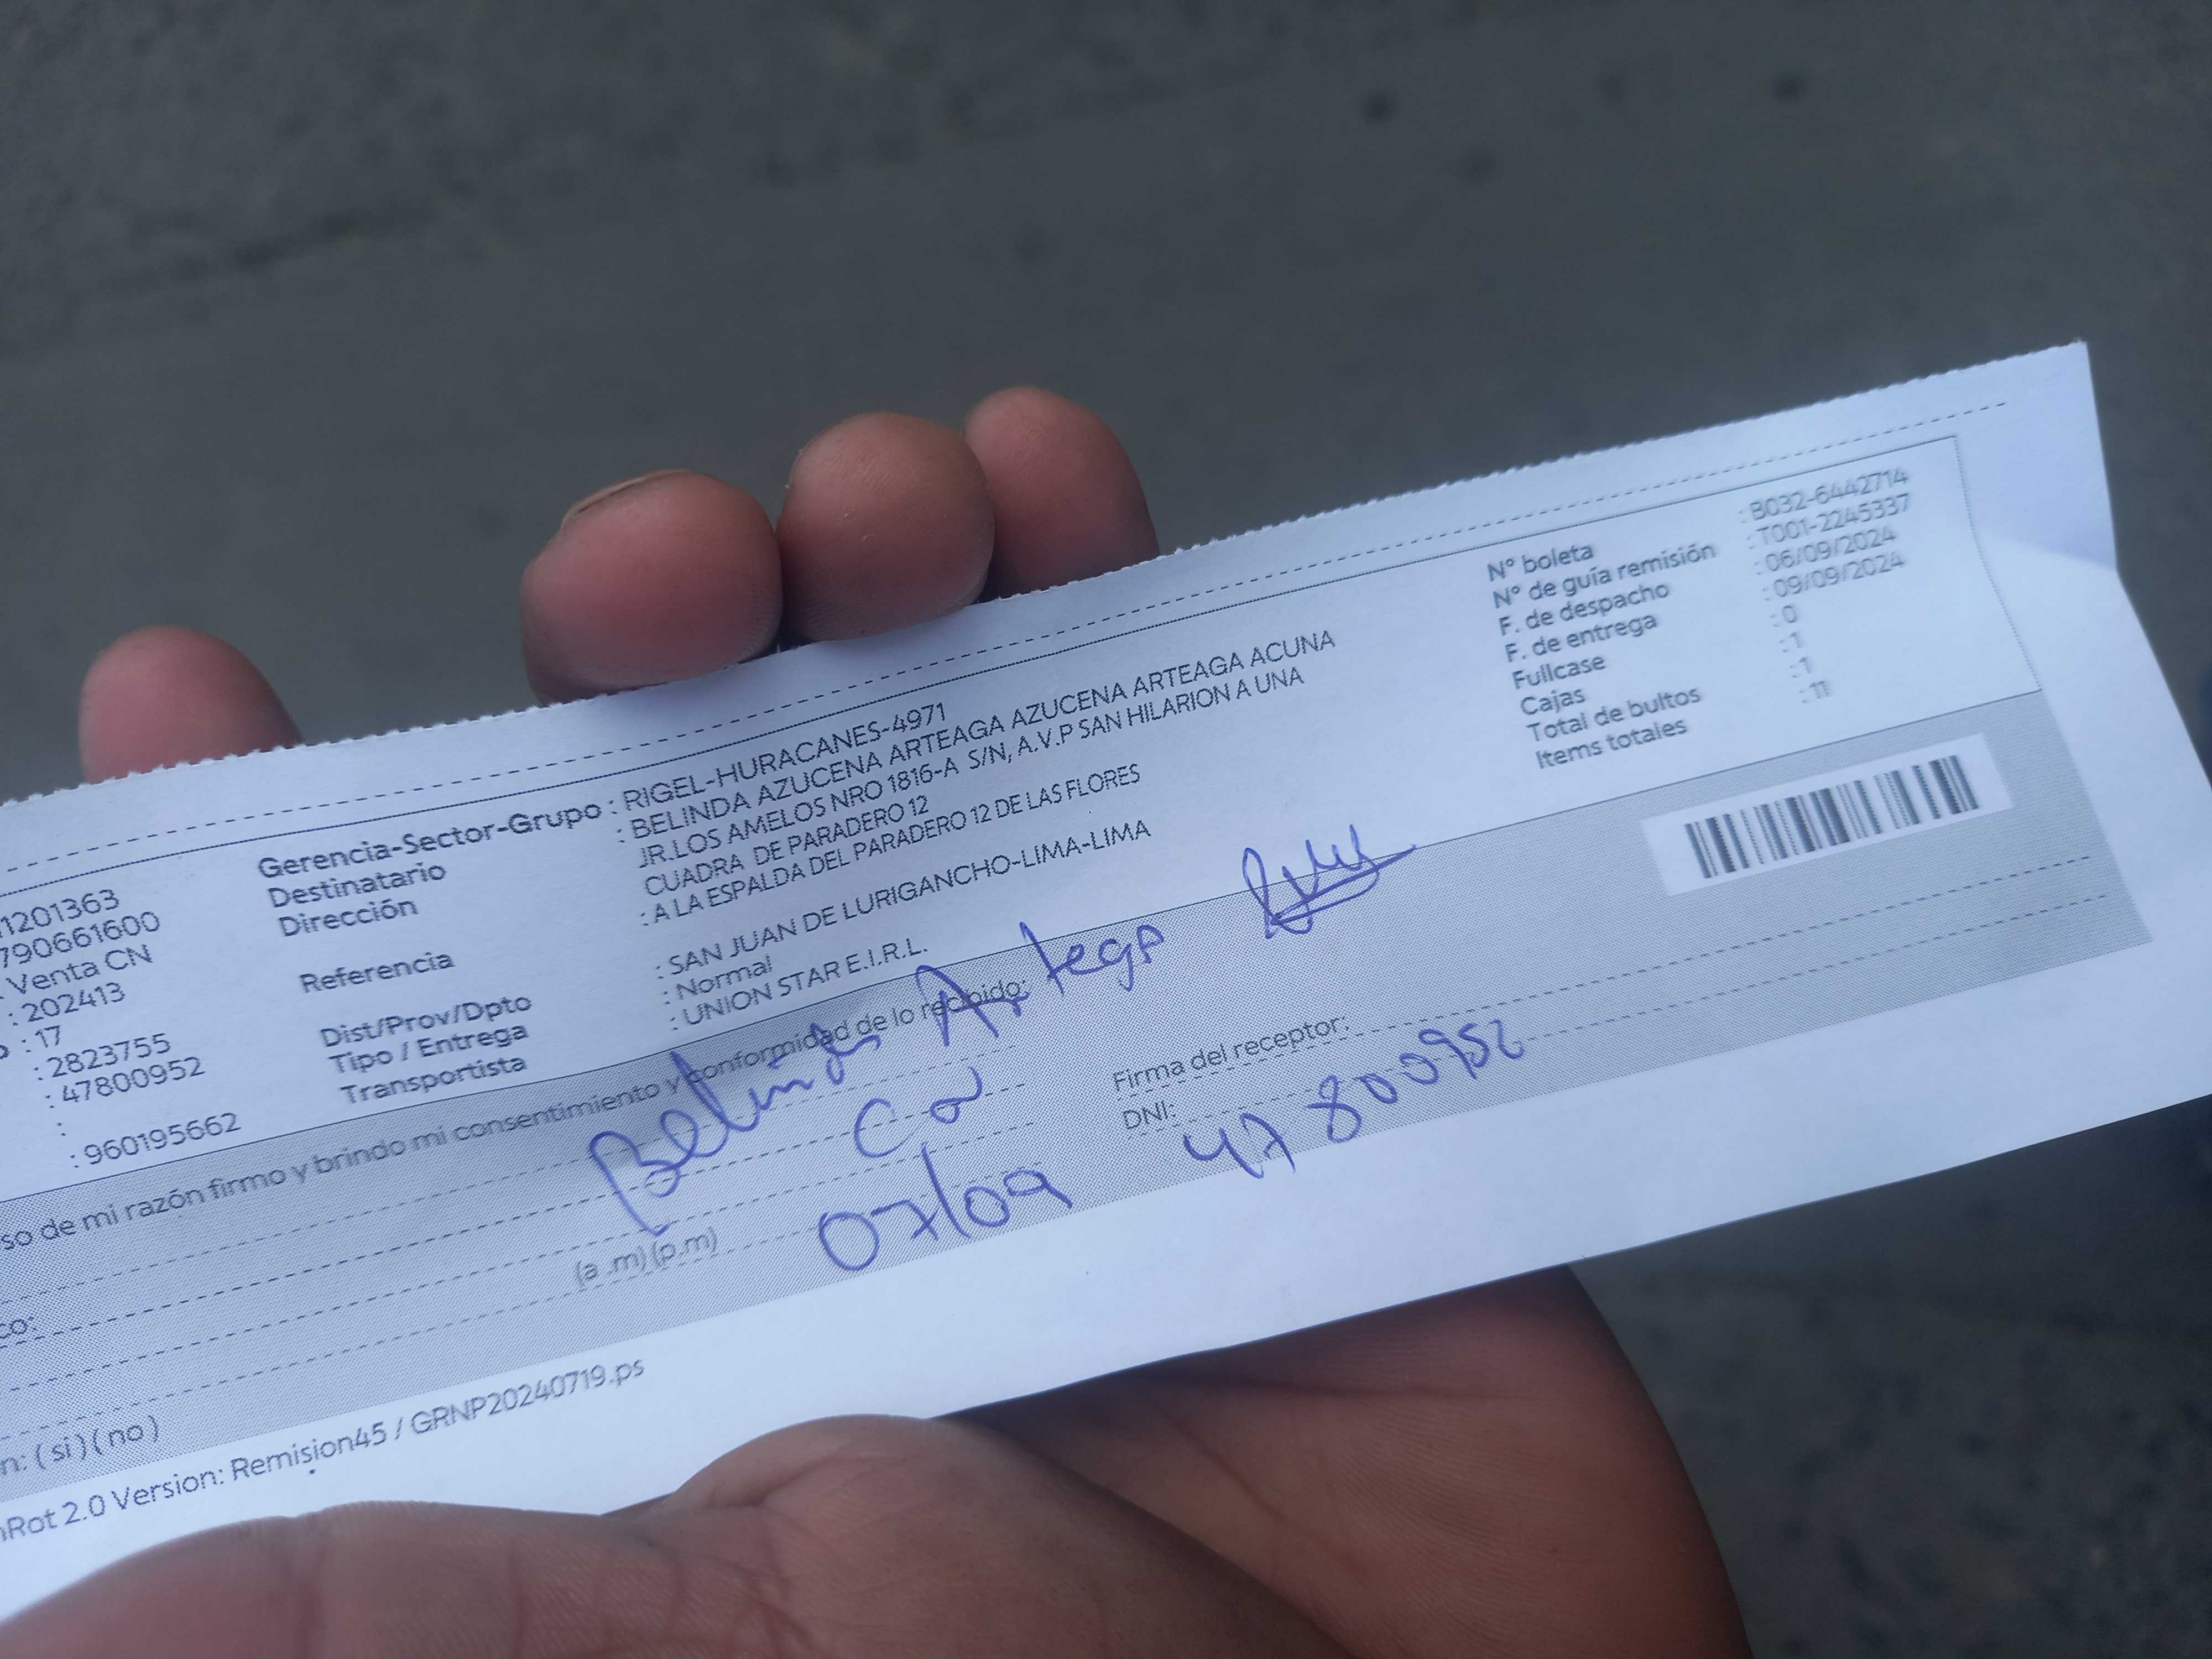 11201363
790661600
: Venta CN
: 202413
: 17
: 2823755
: 47800952
:
: 960195662
Gerencia-Sector-Grupo : RIGEL-HURACANES-4971
Destinatario : BELINDA AZUCENA ARTEAGA AZUCENA ARTEAGA ACUNA
Dirección JR.LOS AMELOS NRO 1816-A S/N, A.V.P SAN HILARION A UNA
CUADRA DE PARADERO 12
Referencia : A LA ESPALDA DEL PARADERO 12 DE LAS FLORES
Dist/Prov/Dpto : SAN JUAN DE LURIGANCHO-LIMA-LIMA
Tipo / Entrega : Normal
Transportista : UNION STAR E.I.R.L.
N° boleta : B032-6442714
N° de guía remisión : T001-2245337
F. de despacho : 06/09/2024
F. de entrega : 09/09/2024
Fullcase : 0
Cajas : 1
Total de bultos : 1
Items totales : 11
so de mi razón firmo y brindo mi consentimiento y conformidad de lo recibido:
Belinda Artega
07/09
(a .m) (p.m)
Firma del receptor:
DNI:
47800952
co:
n: ( si ) ( no )
Rot 2.0 Version: Remision45 / GRNP20240719.ps